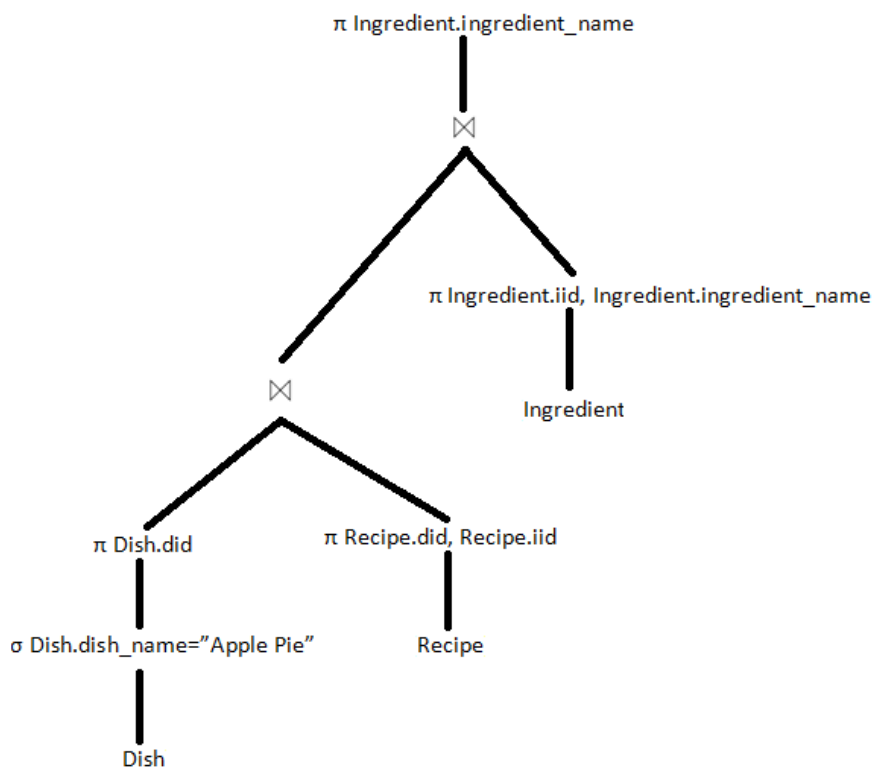 π Ingredient.ingredient_name
⋈
π Ingredient.iid, Ingredient.ingredient_name
⋈
Ingredient
π Dish.did
π Recipe.did, Recipe.iid
σ Dish.dish_name=”Apple Pie”
Recipe
Dish